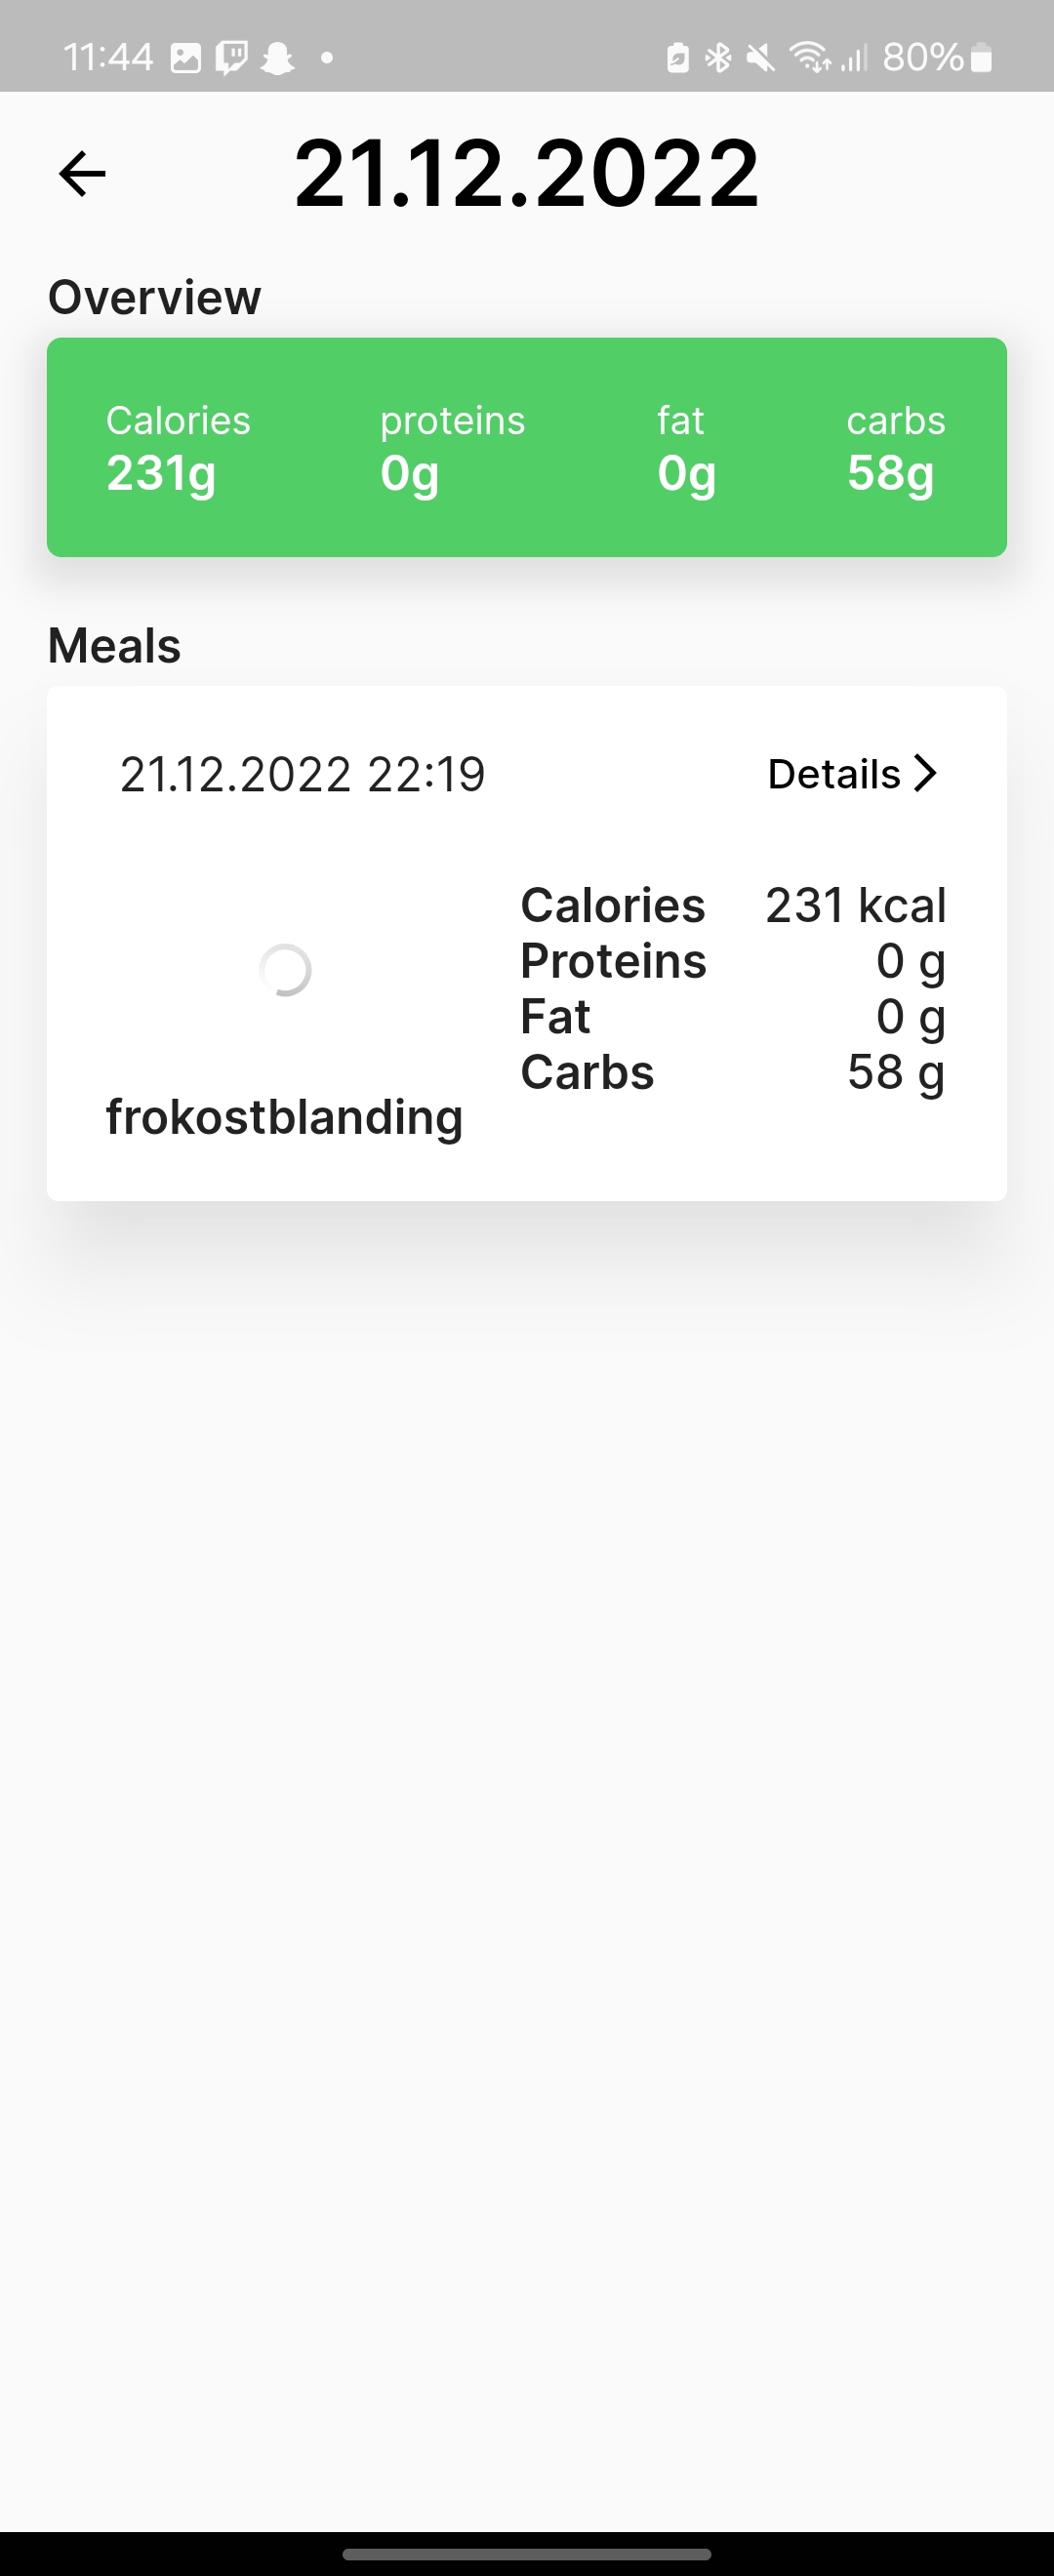 11:44 80%
21.12.2022
Overview
Calories proteins fat carbs
231g 0g 0g 58g
Meals
21.12.2022 22:19 Details
Calories 231 kcal
Proteins 0 g
Fat 0 g
Carbs 58 g
frokostblanding